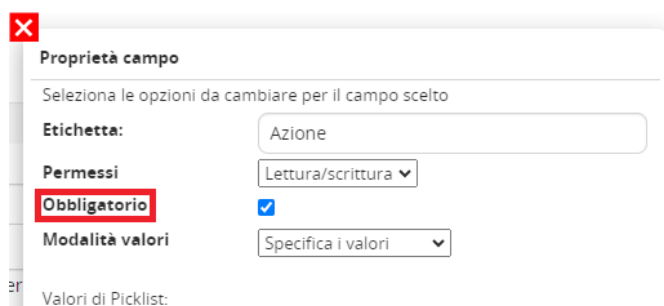 Proprietà campo
Seleziona le opzioni da cambiare per il campo scelto
Etichetta: Azione
Permessi Lettura/scrittura
Obbligatorio
Modalità valori Specifica i valori
er
Valori di Picklist: